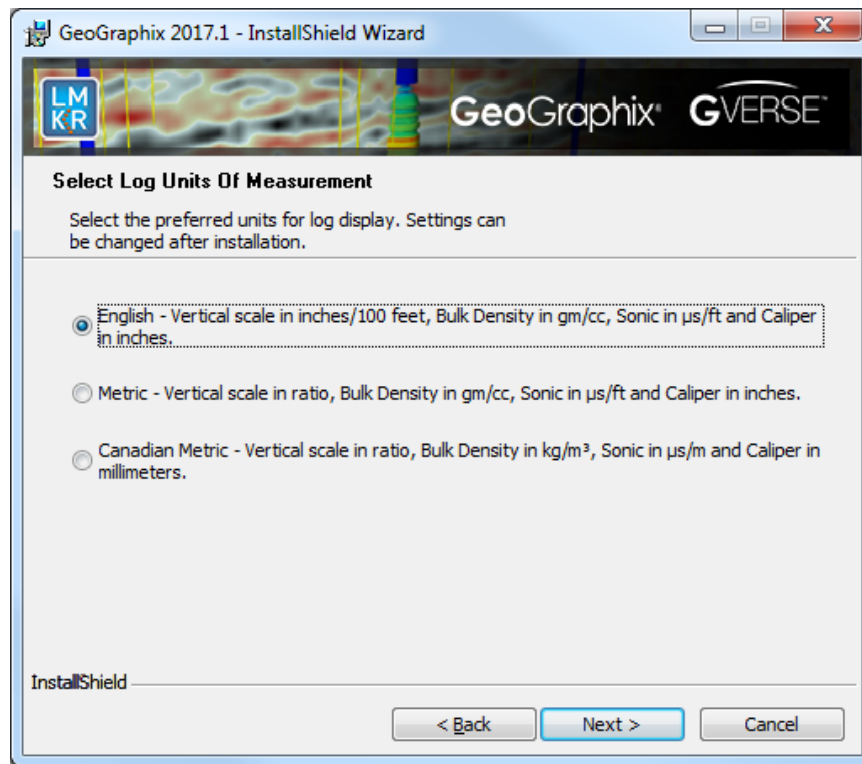 GeoGraphix 2017.1 - InstallShield Wizard
LM
KR
GeoGraphix® GVERSE™
Select Log Units Of Measurement
Select the preferred units for log display. Settings can
be changed after installation.
English - Vertical scale in inches/100 feet, Bulk Density in gm/cc, Sonic in µs/ft and Caliper
in inches.
Metric - Vertical scale in ratio, Bulk Density in gm/cc, Sonic in µs/ft and Caliper in inches.
Canadian Metric - Vertical scale in ratio, Bulk Density in kg/m³, Sonic in µs/m and Caliper in
millimeters.
InstallShield
< Back Next > Cancel